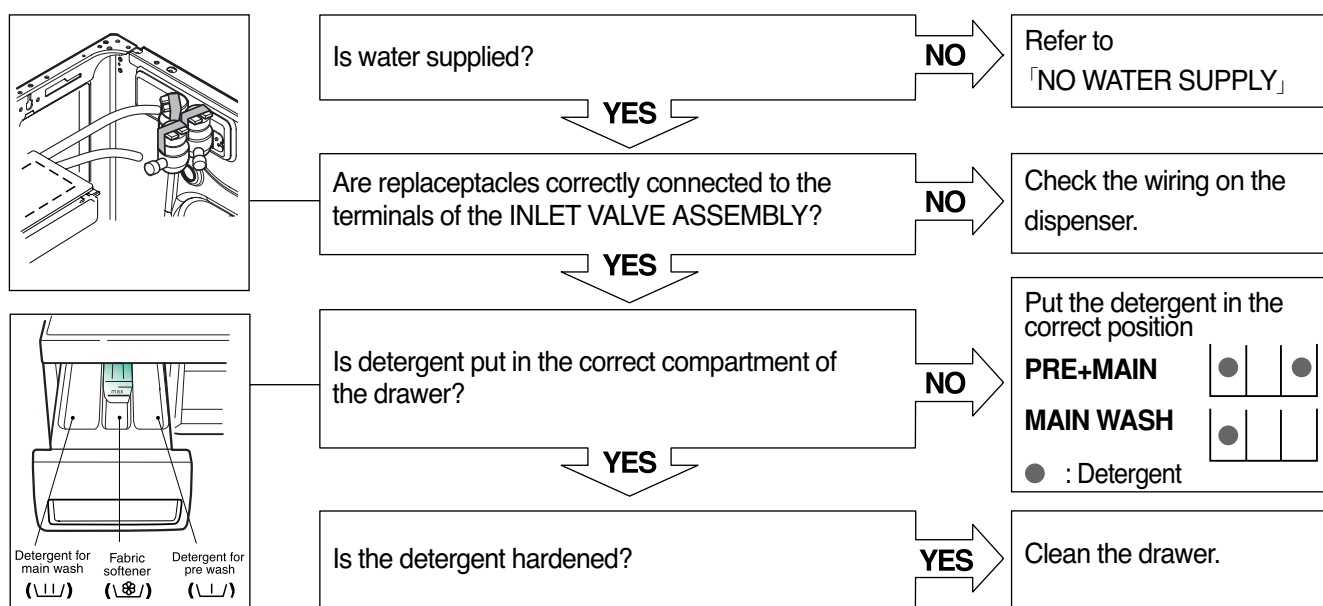 Is water supplied?
NO
Refer to
「NO WATER SUPPLY」
YES
Are replaceptacles correctly connected to the
terminals of the INLET VALVE ASSEMBLY?
NO
Check the wiring on the
dispenser.
YES
max
Is detergent put in the correct compartment of
the drawer?
NO
Put the detergent in the
correct position
PRE+MAIN
MAIN WASH
: Detergent
YES
Detergent for
main wash
Fabric
softener
Detergent for
pre wash
Is the detergent hardened?
YES
Clean the drawer.